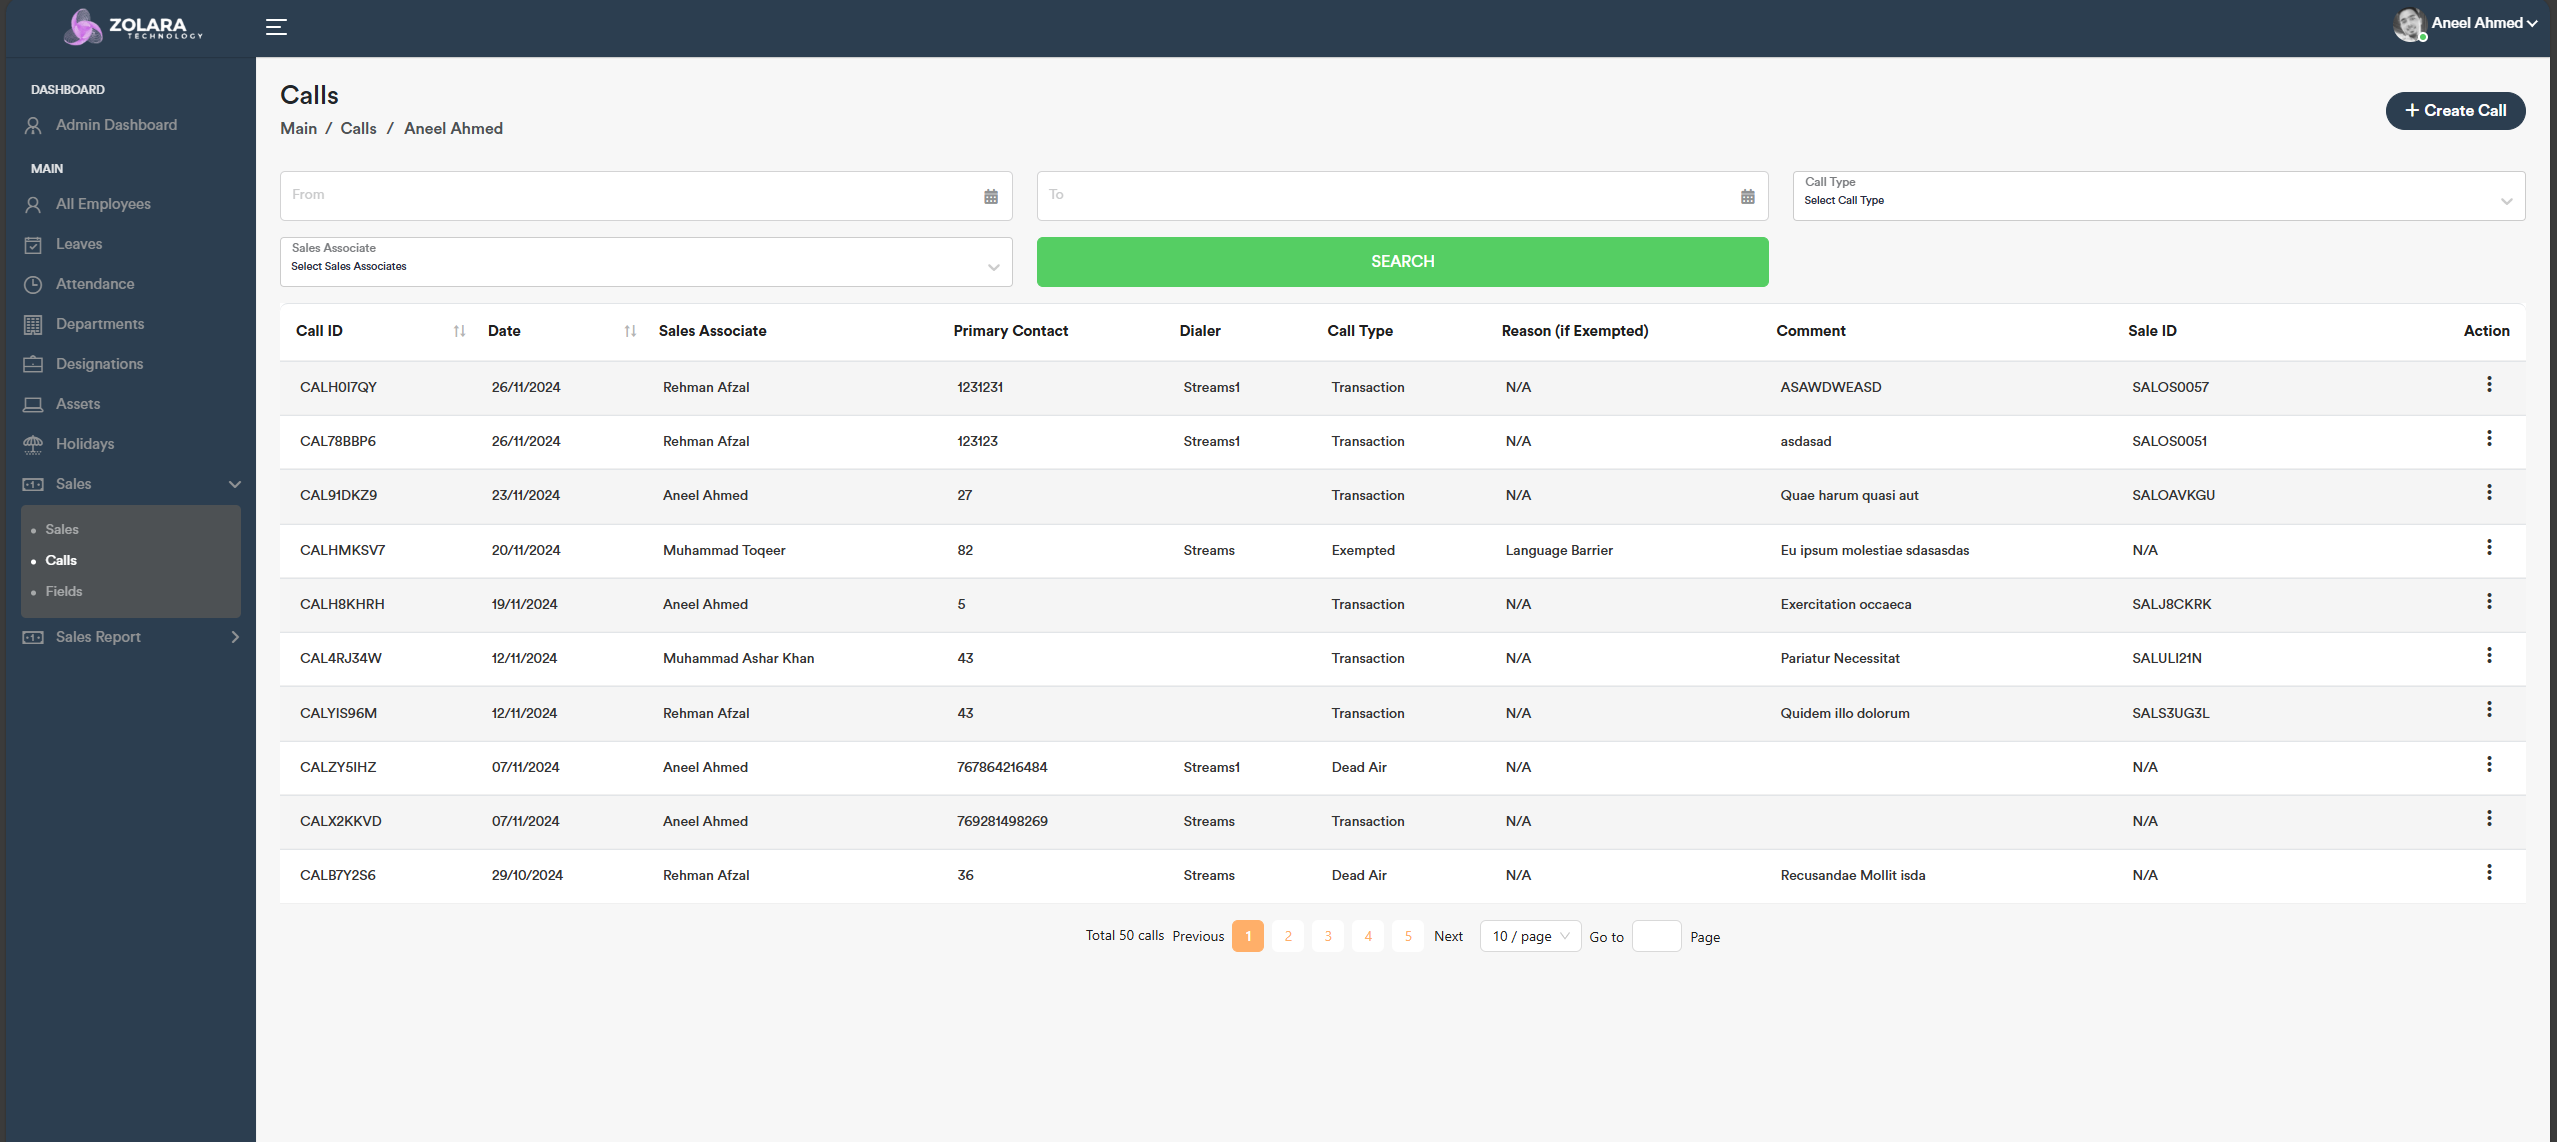 ZOLARA
TECHNOLOGY
Aneel Ahmed
DASHBOARD
Admin Dashboard
MAIN
All Employees
Leaves
Attendance
Departments
Designations
Assets
Holidays
Sales
Sales
Calls
Fields
Sales Report
Calls
Main / Calls / Aneel Ahmed
+ Create Call
From
To
Call Type
Select Call Type
Sales Associate
Select Sales Associates
SEARCH
Call ID Date Sales Associate Primary Contact Dialer Call Type Reason (if Exempted) Comment Sale ID Action
CALH0I7QY 26/11/2024 Rehman Afzal 1231231 Streams1 Transaction N/A ASAWDWEASD SALOS0057
CAL78BBP6 26/11/2024 Rehman Afzal 123123 Streams1 Transaction N/A asdasad SALOS0051
CAL91DKZ9 23/11/2024 Aneel Ahmed 27 Transaction N/A Quae harum quasi aut SALOAVKGU
CALHMKSV7 20/11/2024 Muhammad Toqeer 82 Streams Exempted Language Barrier Eu ipsum molestiae sdasasdas N/A
CALH8KHRH 19/11/2024 Aneel Ahmed 5 Transaction N/A Exercitation occaeca SALJ8CKRK
CAL4RJ34W 12/11/2024 Muhammad Ashar Khan 43 Transaction N/A Pariatur Necessitat SALULI21N
CALYIS96M 12/11/2024 Rehman Afzal 43 Transaction N/A Quidem illo dolorum SALS3UG3L
CALZY5IHZ 07/11/2024 Aneel Ahmed 767864216484 Streams1 Dead Air N/A N/A
CALX2KKVD 07/11/2024 Aneel Ahmed 769281498269 Streams Transaction N/A N/A
CALB7Y2S6 29/10/2024 Rehman Afzal 36 Streams Dead Air N/A Recusandae Mollit isda N/A
Total 50 calls Previous 1 2 3 4 5 Next 10 / page Go to Page